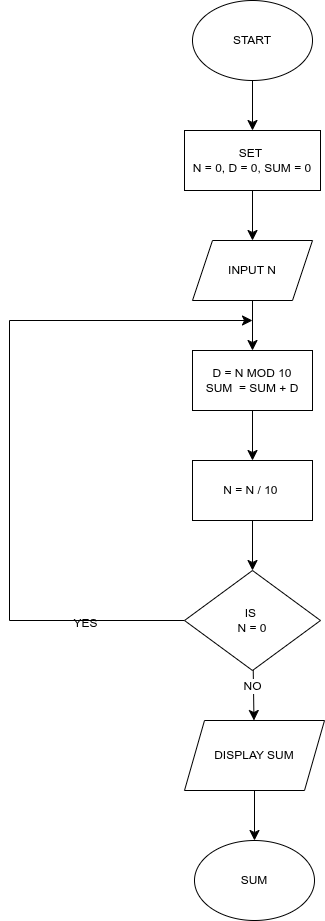 START
SET
N = 0, D = 0, SUM = 0
INPUT N
D = N MOD 10
SUM = SUM + D
N = N / 10
IS
N = 0
YES
NO
DISPLAY SUM
SUM